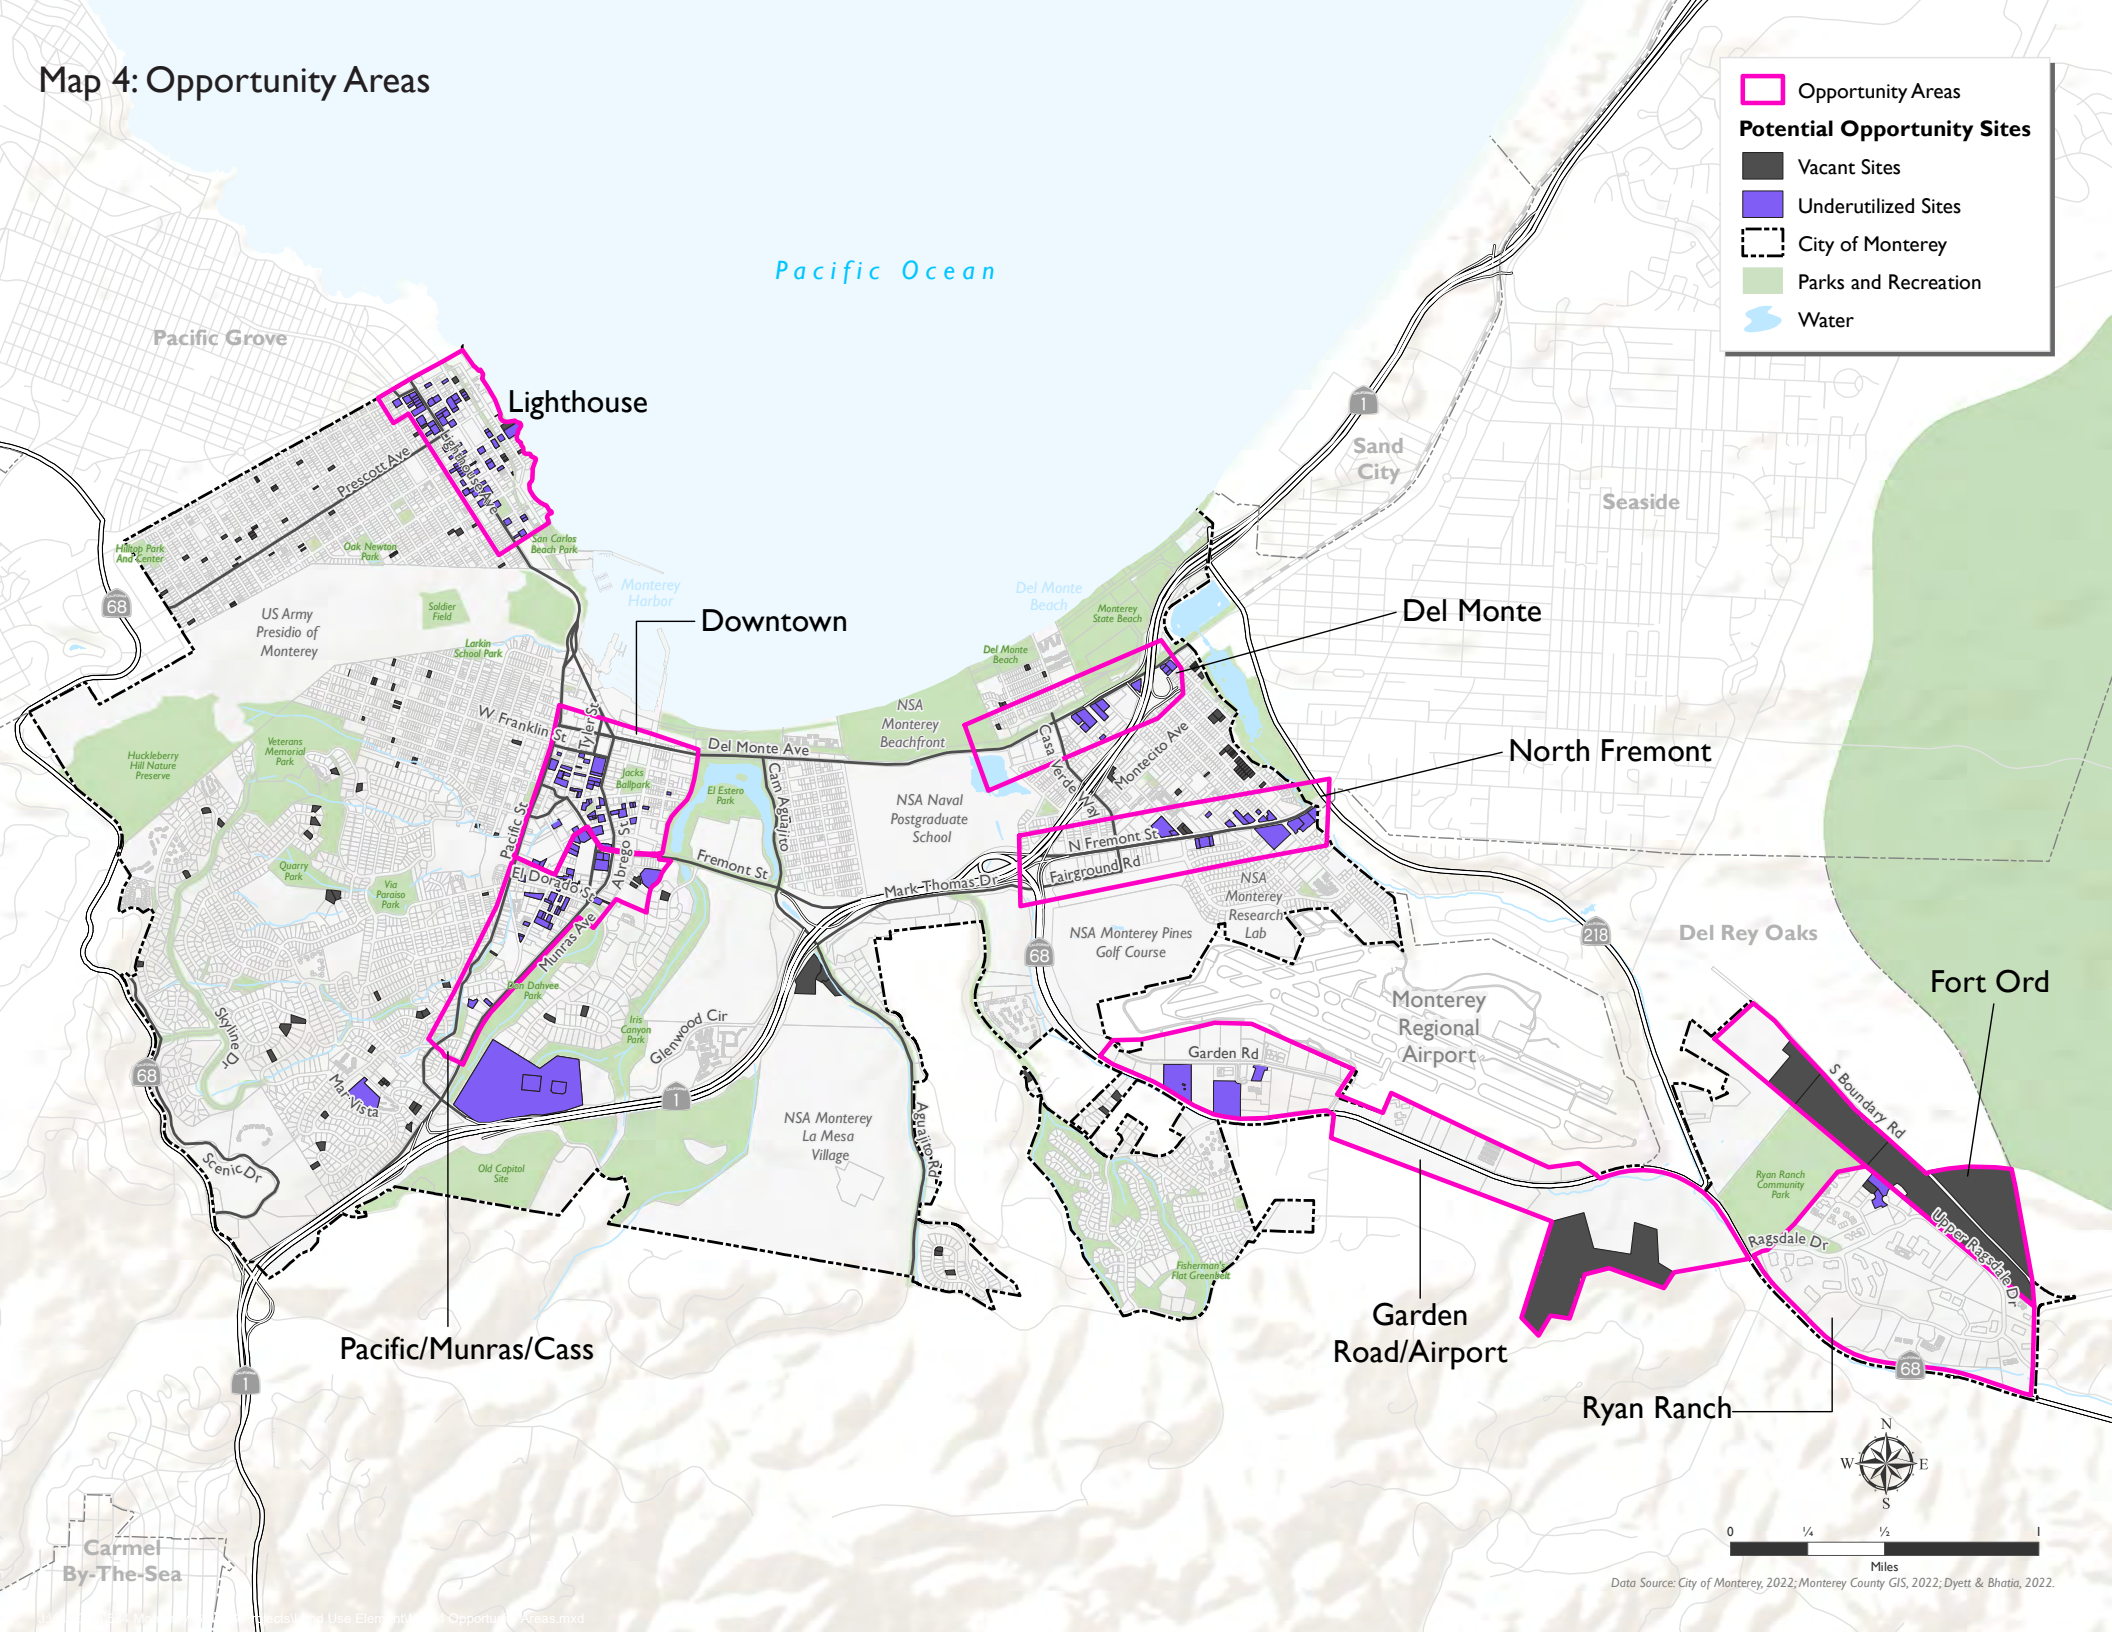 Map 4: Opportunity Areas
Opportunity Areas
Potential Opportunity Sites
Vacant Sites
Underutilized Sites
City of Monterey
Parks and Recreation
Water
Pacific Ocean
Pacific Grove
Lighthouse
Lighthouse Ave
Prescott Ave
1
Sand
City
Seaside
Hilltop Park
And Center
Oak Newton
Park
San Carlos
Beach Park
68
US Army
Presidio of
Monterey
Soldier
Field
Larkin
School Park
Monterey
Harbor
Downtown
Del Monte
Beach
Monterey
State Beach
Del Monte
Del Monte
Beach
NSA
Monterey
Beachfront
W Franklin St
Tyler St
Del Monte Ave
Huckleberry
Hill Nature
Preserve
Veterans
Memorial
Park
Jacks
Ballpark
El Estero
Park
Cam Aguajito
NSA Naval
Postgraduate
School
Casa Verde Way
Montecito Ave
North Fremont
Pacific St
Abrego St
Fremont St
N Fremont St
Fairground Rd
Mark Thomas Dr
Quarry
Park
Via
Paraiso
Park
El Dorado St
Munras Ave
NSA
Monterey
Research
Lab
NSA Monterey Pines
Golf Course
68
218
Del Rey Oaks
Fort Ord
Don Dahvee
Park
Iris
Canyon
Park
Glenwood Cir
Skyline Dr
Monterey
Regional
Airport
Garden Rd
68
Mar Vista
1
S Boundary Rd
NSA Monterey
La Mesa
Village
Aguajito Rd
Scenic Dr
Old Capitol
Site
Ryan Ranch
Community
Park
Ragsdale Dr
Upper Ragsdale Dr
Fisherman's
Flat Greenbelt
Pacific/Munras/Cass
Garden
Road/Airport
68
1
Ryan Ranch
N
W
E
S
Carmel
By-The-Sea
0 1/4 1/2 1
Miles
Data Source: City of Monterey, 2022; Monterey County GIS, 2022; Dyett & Bhatia, 2022.